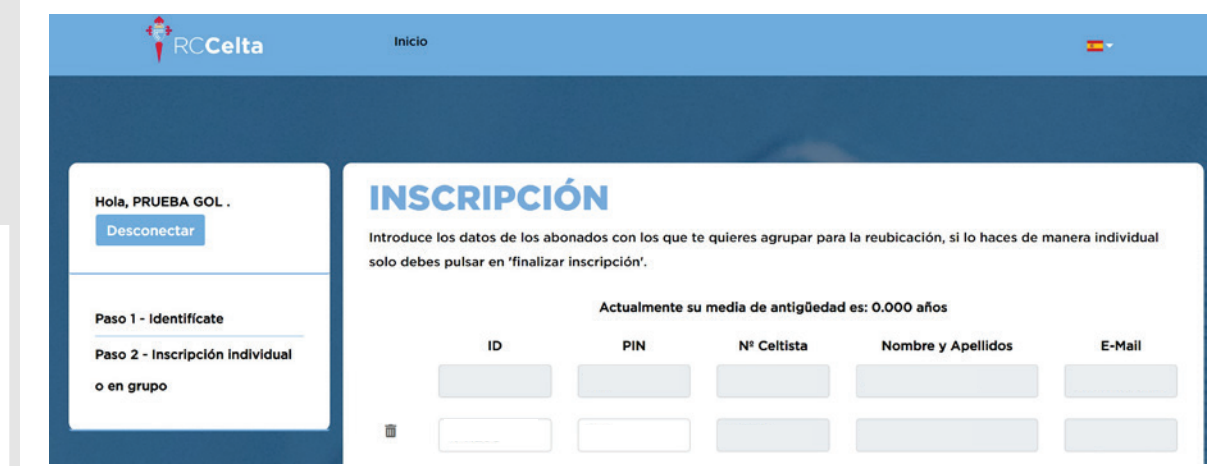 RCCelta
Inicio
Hola, PRUEBA GOL .
Desconectar
Paso 1 - Identifícate
Paso 2 - Inscripción individual
o en grupo
INSCRIPCIÓN
Introduce los datos de los abonados con los que te quieres agrupar para la reubicación, si lo haces de manera individual
solo debes pulsar en 'finalizar inscripción'.
Actualmente su media de antigüedad es: 0.000 años
ID PIN Nº Celtista Nombre y Apellidos E-Mail